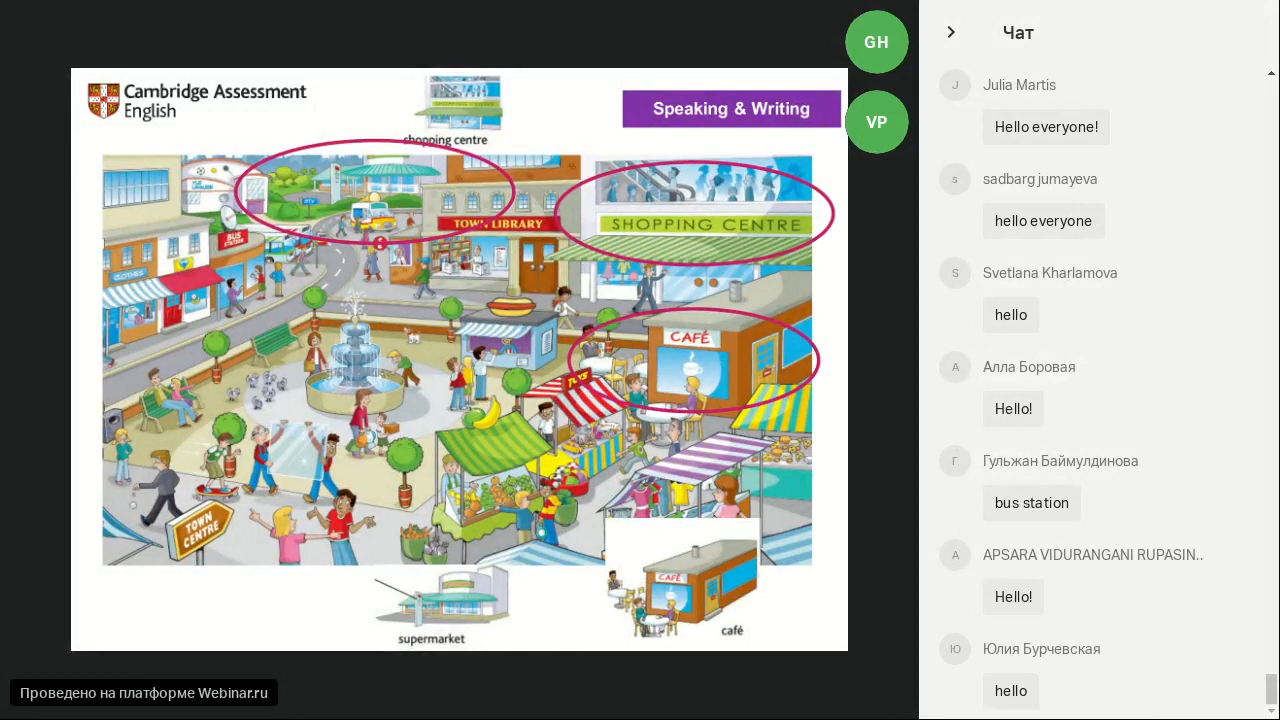 Cambridge Assessment
English
Speaking & Writing
shopping centre
TOWN LIBRARY
SHOPPING CENTRE
BUS
STATION
CLOTHES
CAFÉ
TOYS
TOWN
CENTRE
CAFÉ
supermarket
café
GH
VP
Проведено на платформе Webinar.ru
Чат
J
Julia Martis
Hello everyone!
s
sadbarg jumayeva
hello everyone
S
Svetlana Kharlamova
hello
А
Алла Боровая
Hello!
Г
Гульжан Баймулдинова
bus station
A
APSARA VIDURANGANI RUPASIN..
Hello!
Ю
Юлия Бурчевская
hello